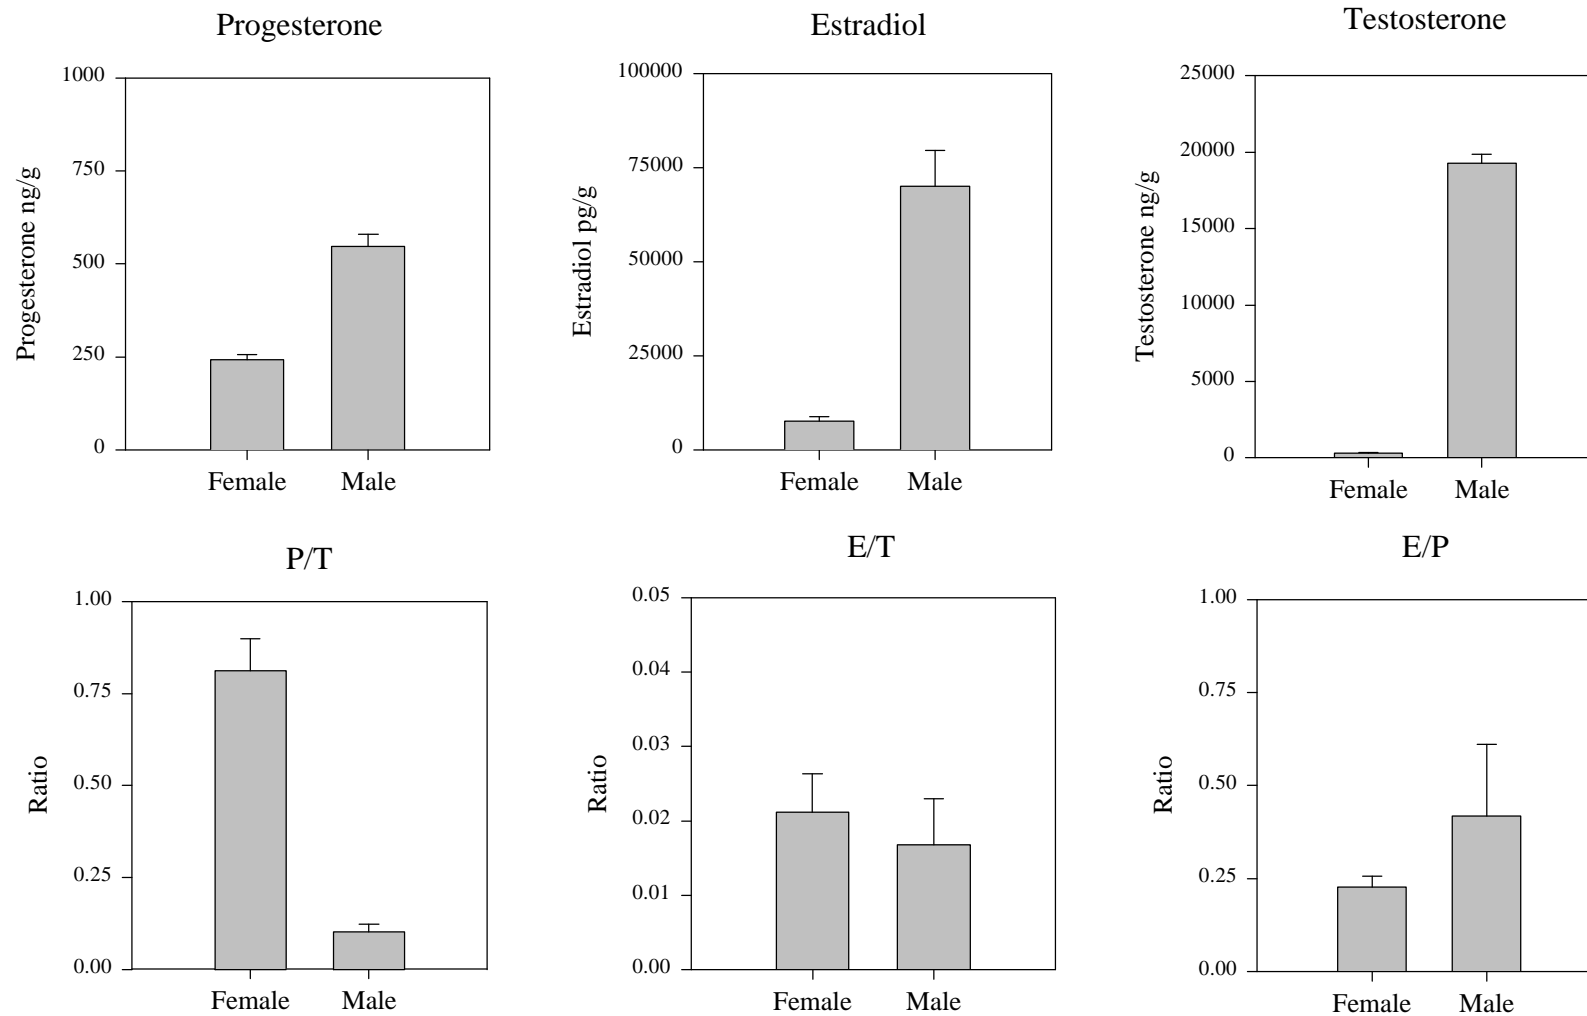 Progesterone
Progesterone ng/g
1000
750
500
250
0
Female Male
Estradiol
Estradiol pg/g
100000
75000
50000
25000
0
Female Male
Testosterone
Testosterone ng/g
25000
20000
15000
10000
5000
0
Female Male
P/T
Ratio
1.00
0.75
0.50
0.25
0.00
Female Male
E/T
Ratio
0.05
0.04
0.03
0.02
0.01
0.00
Female Male
E/P
Ratio
1.00
0.75
0.50
0.25
0.00
Female Male